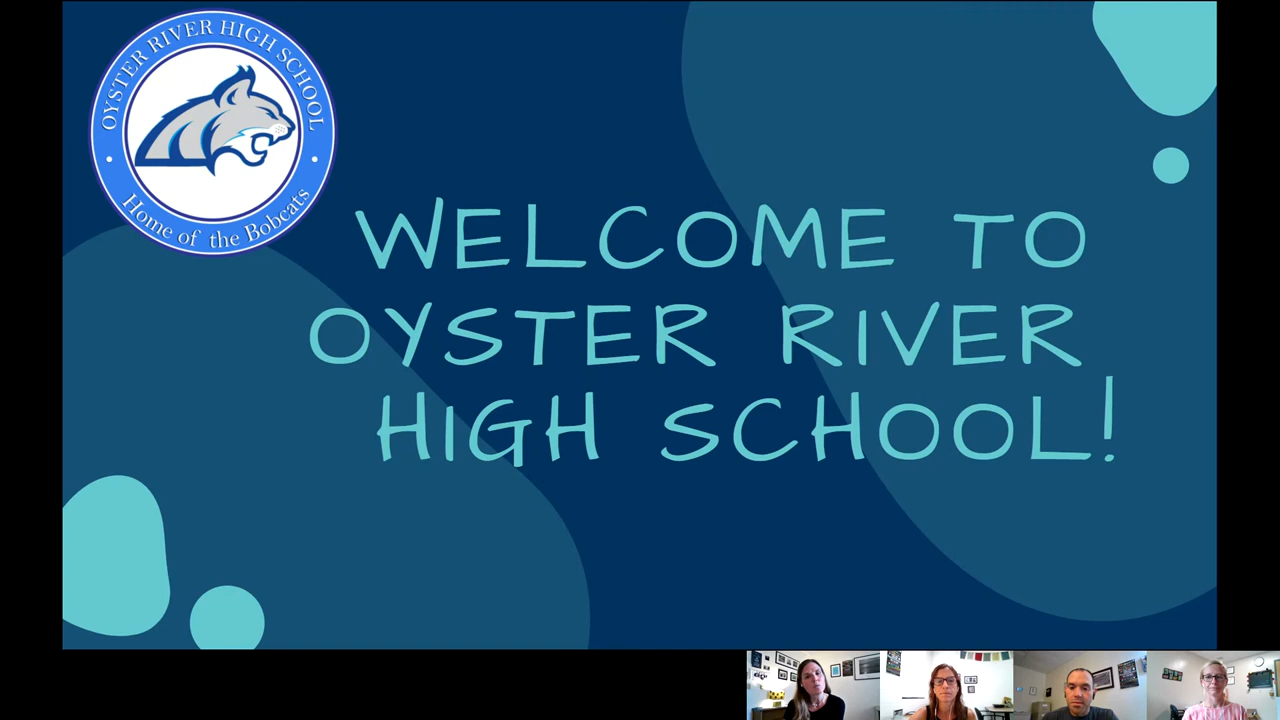 OYSTER RIVER HIGH SCHOOL
Home of the Bobcats
WELCOME TO
OYSTER RIVER
HIGH SCHOOL!